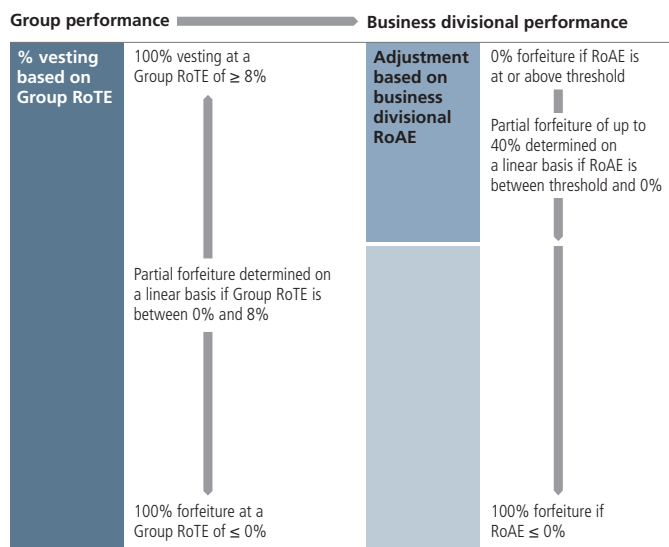 Group performance
Business divisional performance
% vesting
based on
Group RoTE
100% vesting at a
Group RoTE of ≥ 8%
Partial forfeiture determined on
a linear basis if Group RoTE is
between 0% and 8%
100% forfeiture at a
Group RoTE of ≤ 0%
Adjustment
based on
business
divisional
RoAE
0% forfeiture if RoAE is
at or above threshold
Partial forfeiture of up to
40% determined on
a linear basis if RoAE is
between threshold and 0%
100% forfeiture if
RoAE ≤ 0%